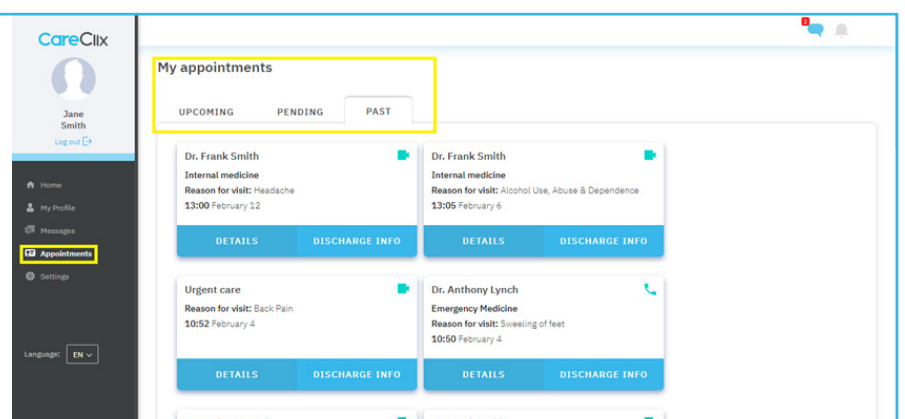 CareClix
Jane
Smith
Log out
Home
My Profile
Messages
Appointments
Settings
Language: EN
2
My appointments
UPCOMING PENDING PAST
Dr. Frank Smith
Internal medicine
Reason for visit: Headache
13:00 February 12
DETAILS DISCHARGE INFO
Dr. Frank Smith
Internal medicine
Reason for visit: Alcohol Use, Abuse & Dependence
13:05 February 6
DETAILS DISCHARGE INFO
Urgent care
Reason for visit: Back Pain
10:52 February 4
DETAILS DISCHARGE INFO
Dr. Anthony Lynch
Emergency Medicine
Reason for visit: Sweeling of feet
10:50 February 4
DETAILS DISCHARGE INFO